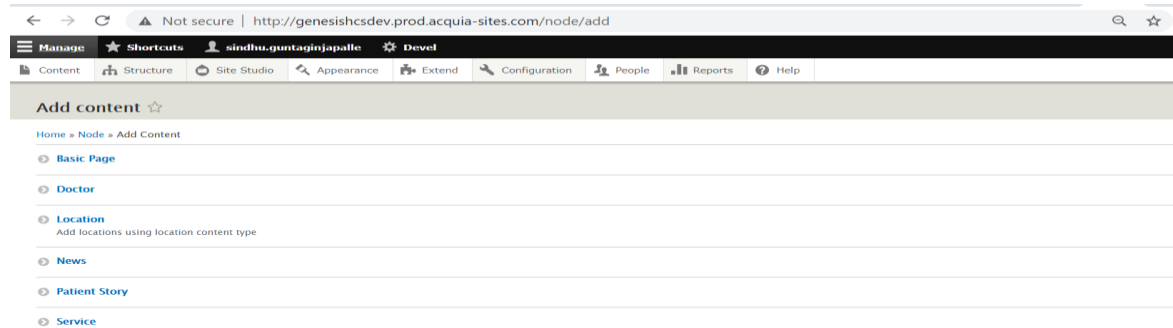 Not secure | http://genesishcsdev.prod.acquia-sites.com/node/add
Manage Shortcuts sindhu.guntaginjapalle Devel
Content Structure Site Studio Appearance Extend Configuration People Reports Help
Add content
Home » Node » Add Content
Basic Page
Doctor
Location
Add locations using location content type
News
Patient Story
Service